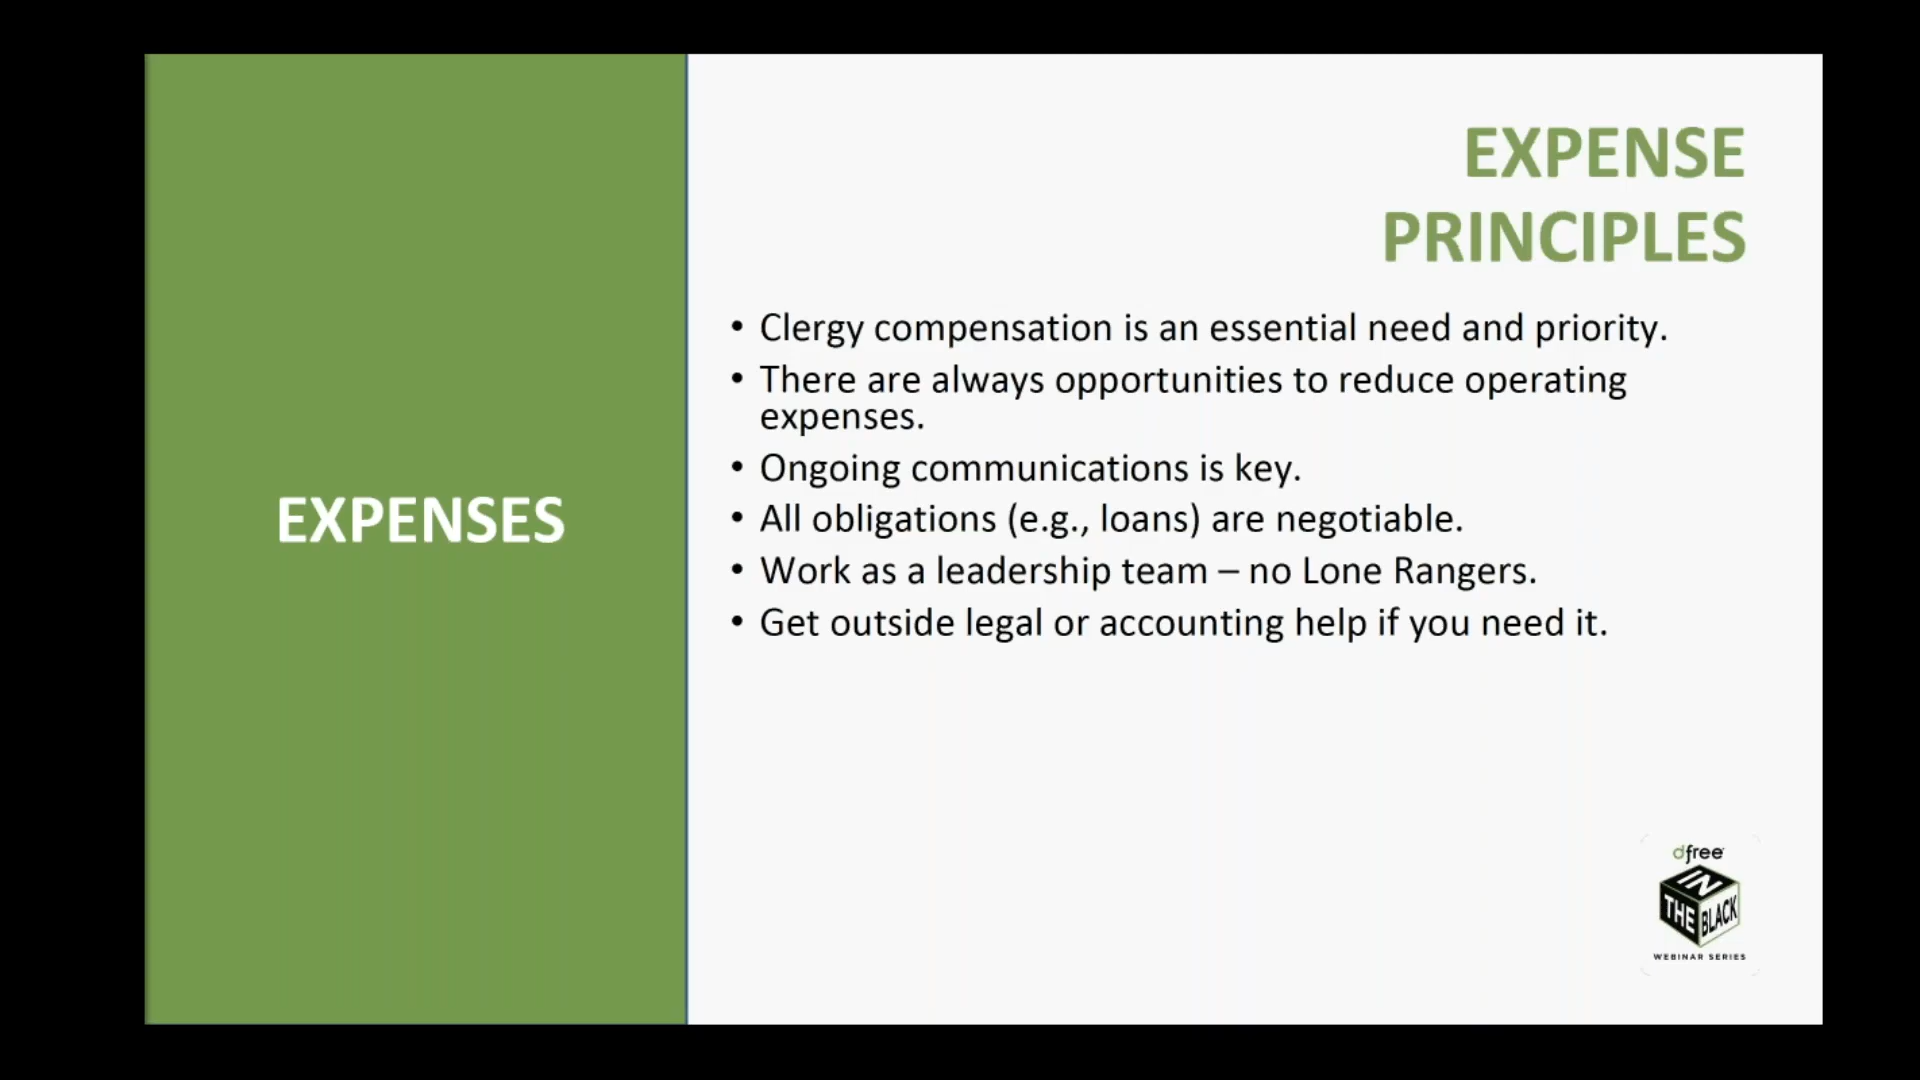 EXPENSES
EXPENSE
PRINCIPLES
• Clergy compensation is an essential need and priority.
• There are always opportunities to reduce operating
expenses.
• Ongoing communications is key.
• All obligations (e.g., loans) are negotiable.
• Work as a leadership team – no Lone Rangers.
• Get outside legal or accounting help if you need it.
dfree
IN
THE BLACK
WEBINAR SERIES